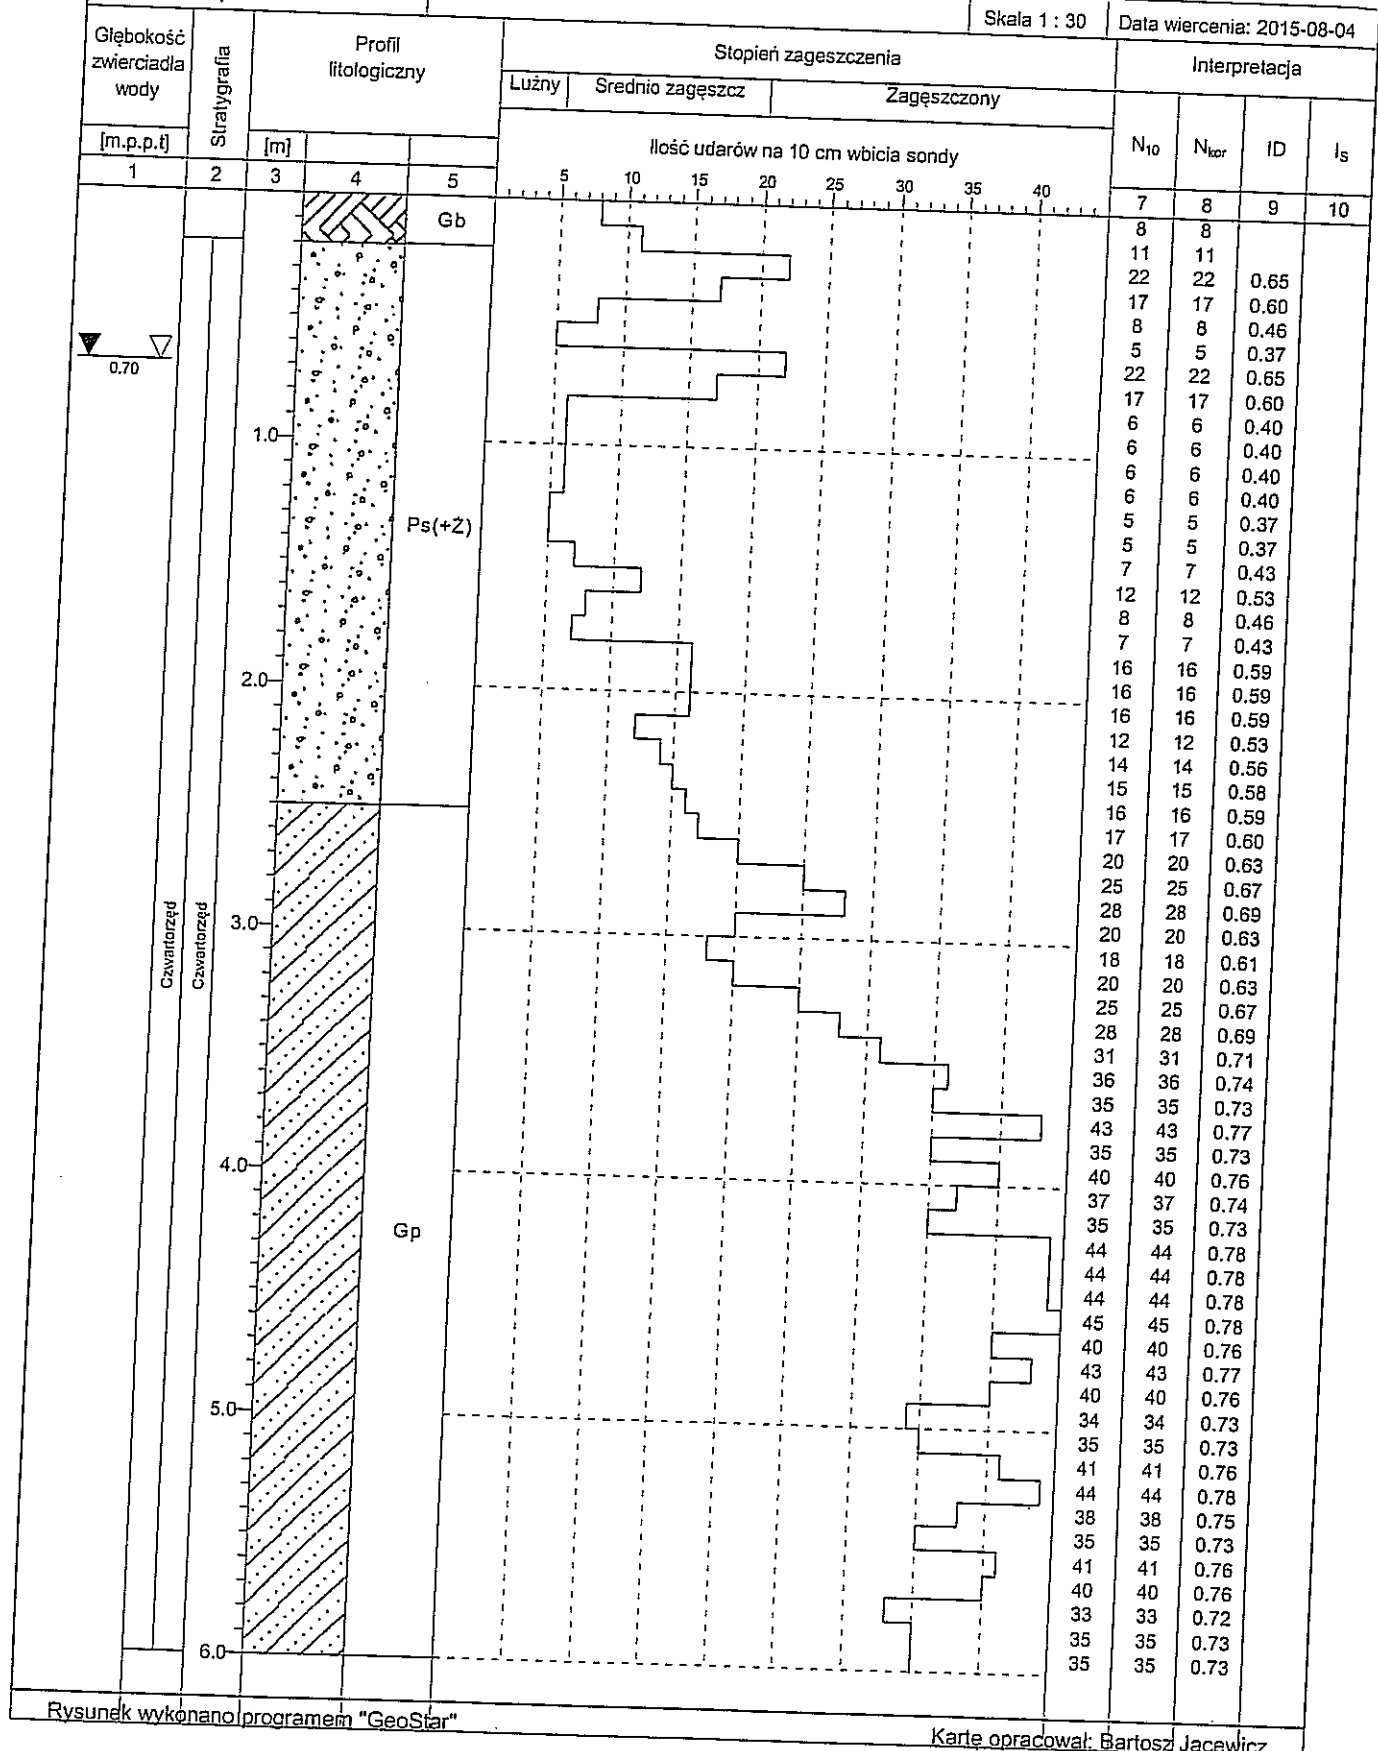 Skala 1 : 30 Data wiercenia: 2015-08-04
Głębokość zwierciadła wody
Stratygrafia
Profil litologiczny
Stopień zagęszczenia
Interpretacja
Luźny Średnio zagęszcz Zagęszczony
[m.p.p.t] [m]
Ilość udarów na 10 cm wbicia sondy
N10 Nkor ID IS
1 2 3 4 5
5 10 15 20 25 30 35 40
7 8 9 10
Gb
8 8
11 11
22 22 0.65
17 17 0.60
8 8 0.46
0.70
5 5 0.37
22 22 0.65
17 17 0.60
1.0
6 6 0.40
6 6 0.40
6 6 0.40
6 6 0.40
Ps(+Ż)
5 5 0.37
5 5 0.37
7 7 0.43
12 12 0.53
8 8 0.46
7 7 0.43
2.0
16 16 0.59
16 16 0.59
16 16 0.59
12 12 0.53
14 14 0.56
15 15 0.58
16 16 0.59
17 17 0.60
20 20 0.63
25 25 0.67
3.0
28 28 0.69
20 20 0.63
Czwartorzęd
Czwartorzęd
18 18 0.61
20 20 0.63
25 25 0.67
28 28 0.69
31 31 0.71
36 36 0.74
35 35 0.73
43 43 0.77
4.0
35 35 0.73
40 40 0.76
37 37 0.74
Gp
35 35 0.73
44 44 0.78
44 44 0.78
44 44 0.78
45 45 0.78
40 40 0.76
43 43 0.77
5.0
40 40 0.76
34 34 0.73
35 35 0.73
41 41 0.76
44 44 0.78
38 38 0.75
35 35 0.73
41 41 0.76
40 40 0.76
33 33 0.72
6.0
35 35 0.73
35 35 0.73
Rysunek wykonano programem "GeoStar"
Kartę opracował: Bartosz Jacewicz